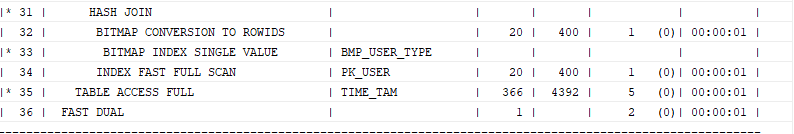 |* 31 |        HASH JOIN                      |               |       |       |            |          |
|  32 |         BITMAP CONVERSION TO ROWIDS   |               |    20 |   400 |     1   (0)| 00:00:01 |
|* 33 |          BITMAP INDEX SINGLE VALUE    | BMP_USER_TYPE |       |       |            |          |
|  34 |         INDEX FAST FULL SCAN          | PK_USER       |    20 |   400 |     1   (0)| 00:00:01 |
|* 35 |      TABLE ACCESS FULL                | TIME_TAM      |   366 |  4392 |     5   (0)| 00:00:01 |
|  36 |    FAST DUAL                          |               |     1 |       |     2   (0)| 00:00:01 |